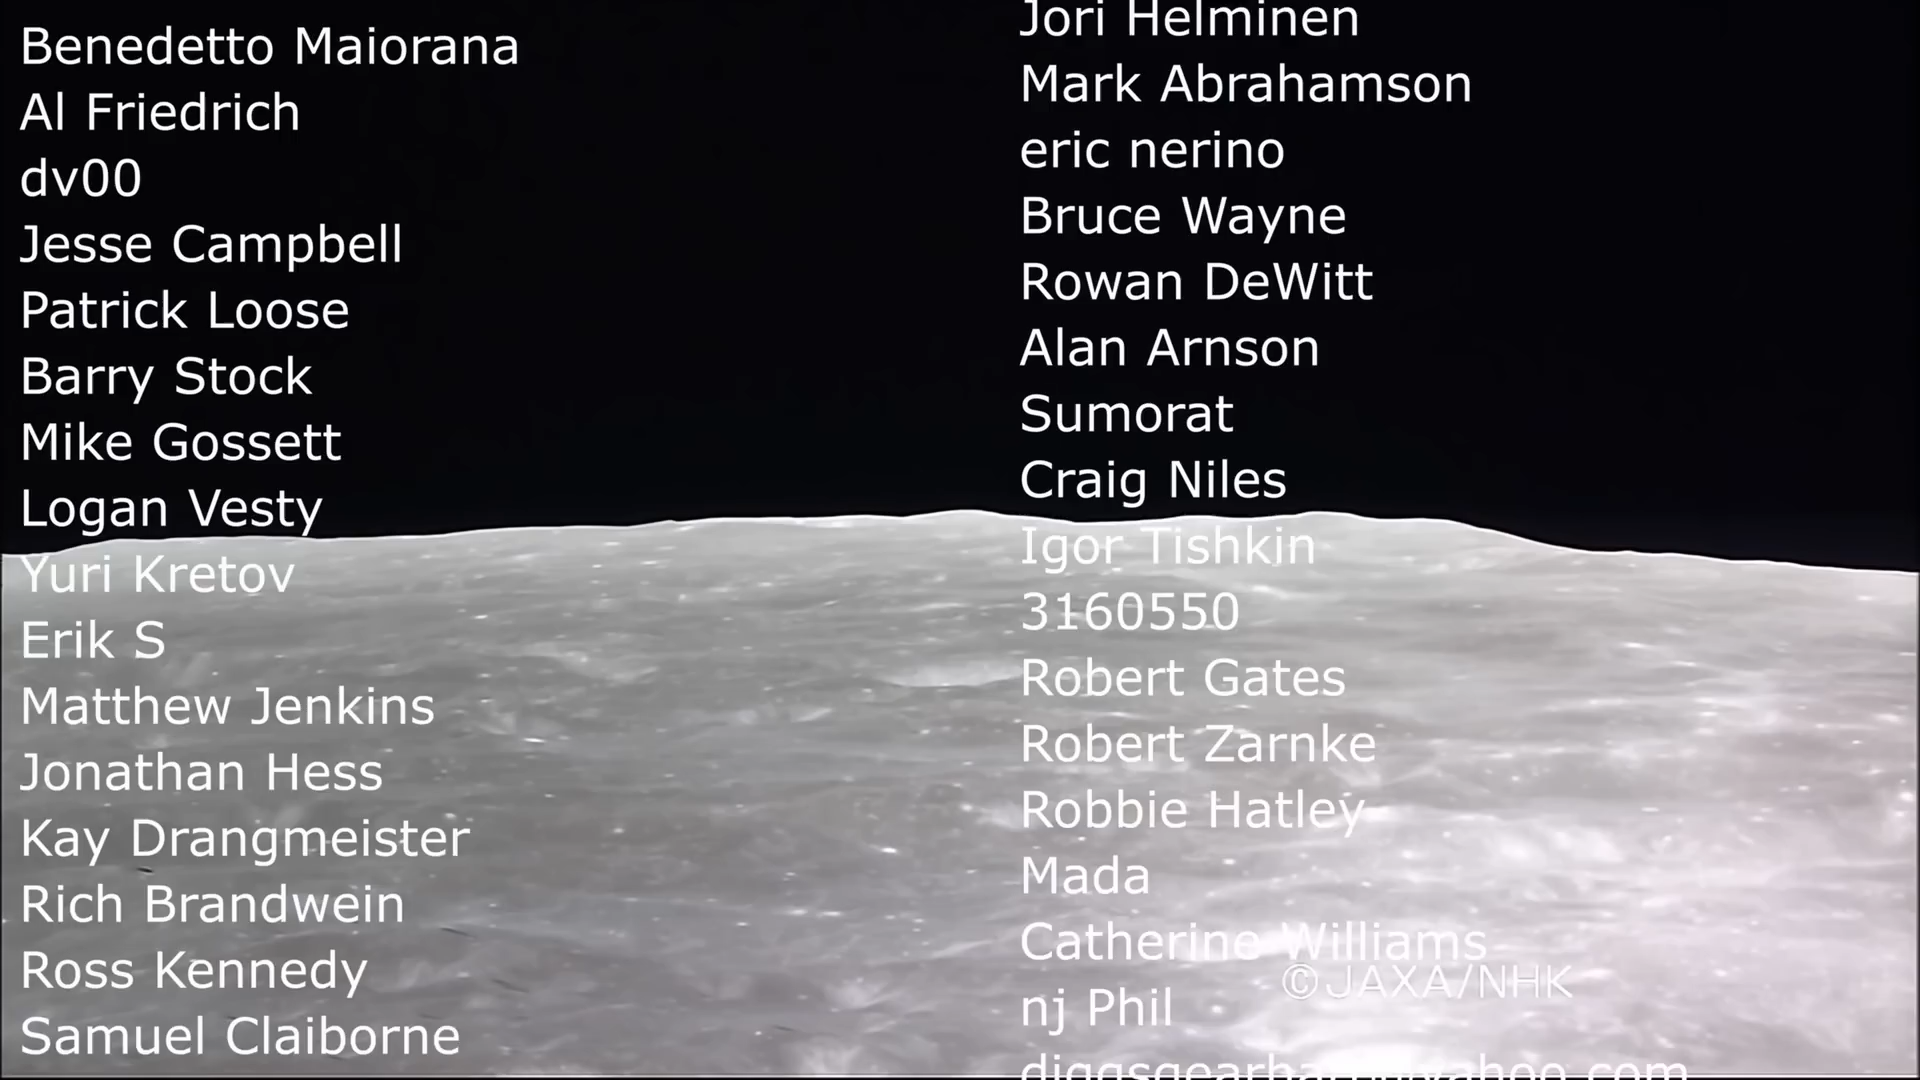 Benedetto Maiorana
Al Friedrich
dv00
Jesse Campbell
Patrick Loose
Barry Stock
Mike Gossett
Logan Vesty
Yuri Kretov
Erik S
Matthew Jenkins
Jonathan Hess
Kay Drangmeister
Rich Brandwein
Ross Kennedy
Samuel Claiborne
Jori Helminen
Mark Abrahamson
eric nerino
Bruce Wayne
Rowan DeWitt
Alan Arnson
Sumorat
Craig Niles
Igor Tishkin
3160550
Robert Gates
Robert Zarnke
Robbie Hatley
Mada
Catherine Williams
©JAXA/NHK
nj Phil